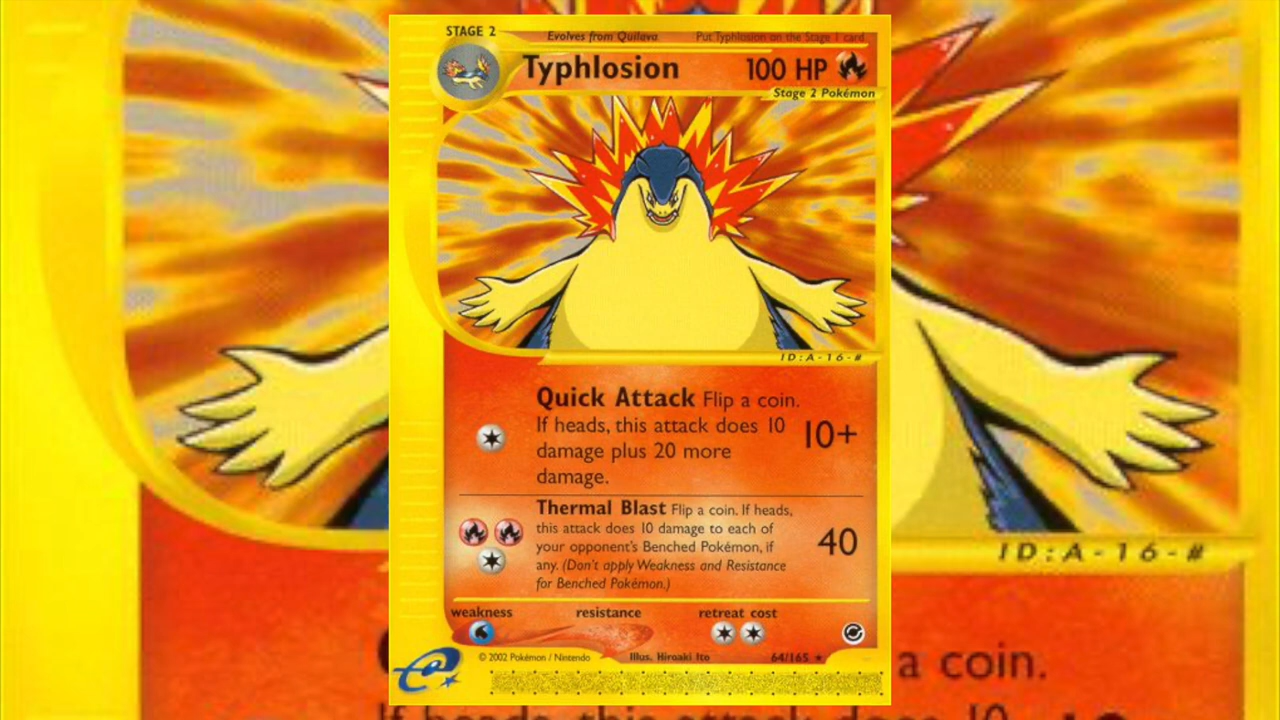 STAGE 2
Evolves from Quilava
Put Typhlosion on the Stage 1 card
Typhlosion
100 HP
Stage 2 Pokémon
ID:A-16-#
Quick Attack Flip a coin.
If heads, this attack does 10
damage plus 20 more
damage.
10+
Thermal Blast Flip a coin. If heads,
this attack does 10 damage to each of
your opponent's Benched Pokémon, if
any. (Don't apply Weakness and Resistance
for Benched Pokémon.)
40
weakness
resistance
retreat cost
© 2002 Pokémon / Nintendo
Illus. Hiroaki Ito
64/165 ★
e
ID:A-16-#
a coin.